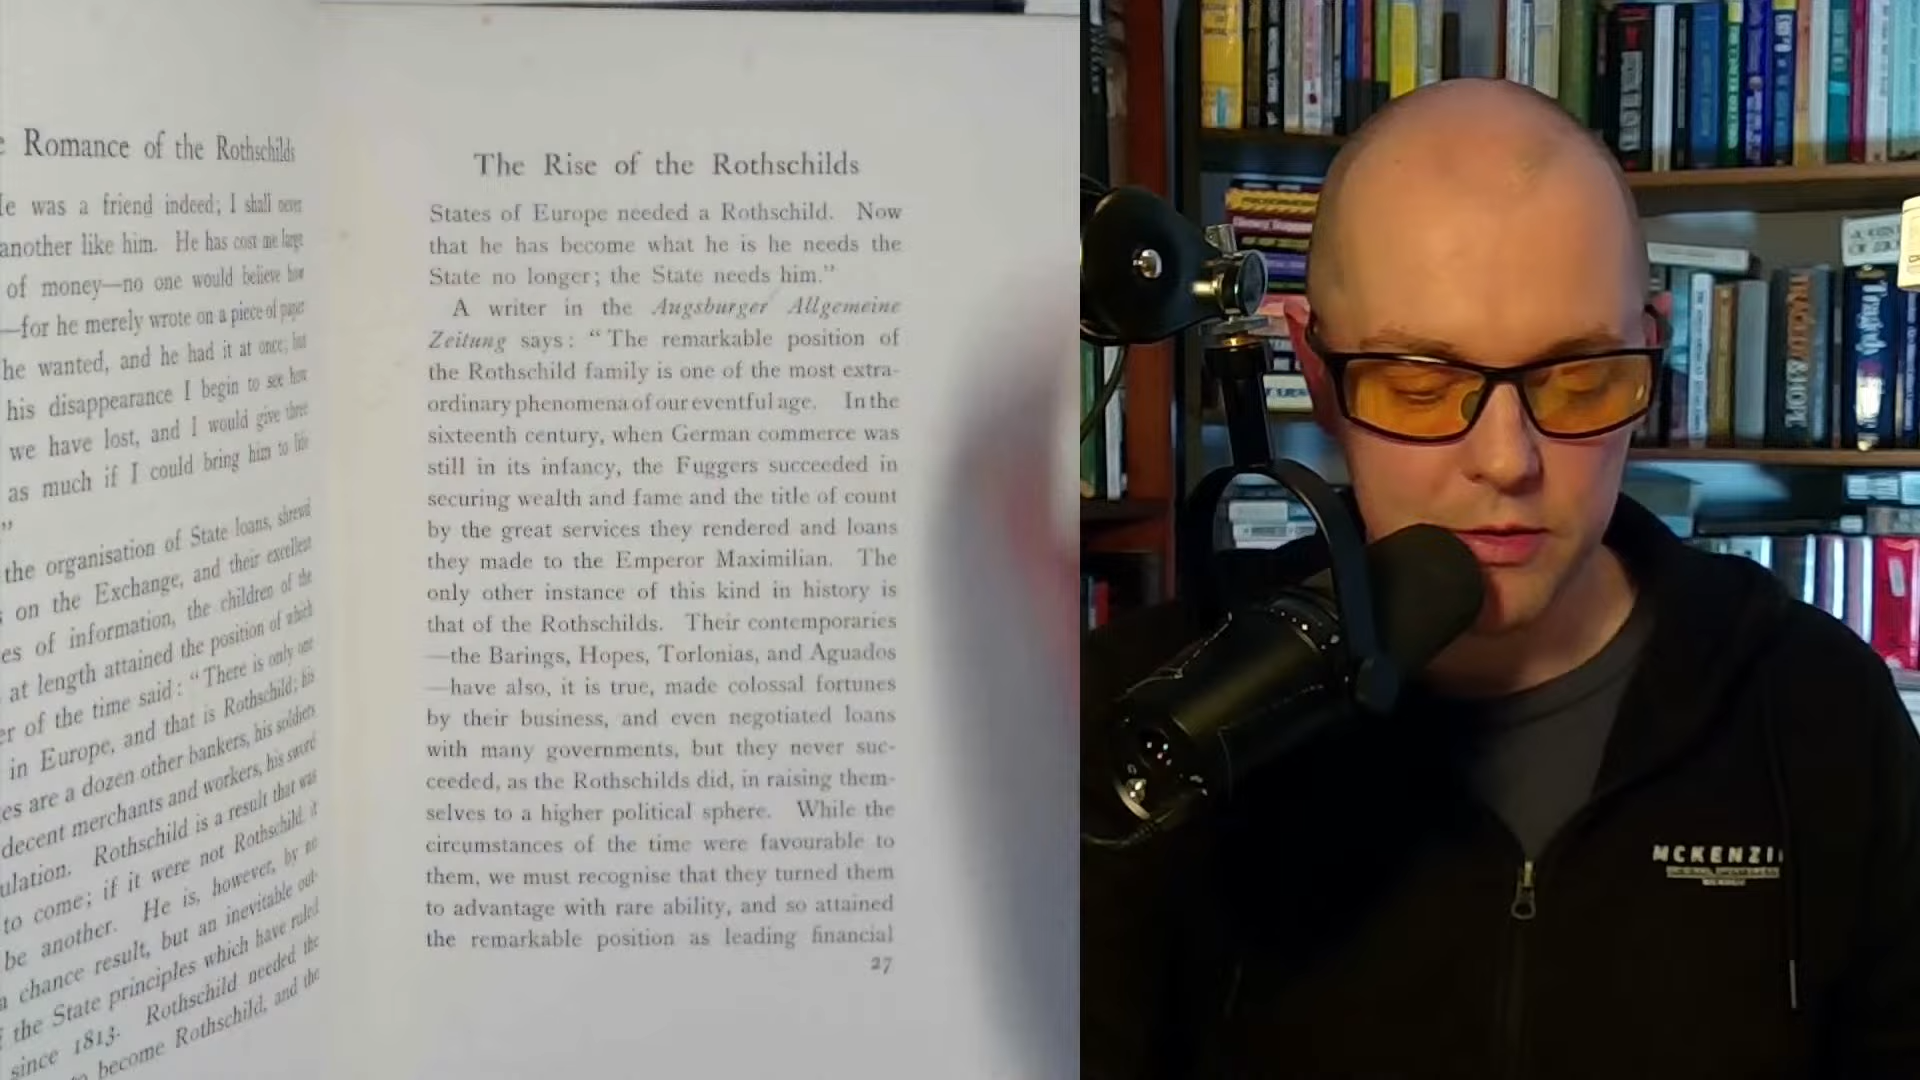 Romance of the Rothschilds
was a friend indeed; I shall never
another like him. He has cost me large
of money—no one would believe how
—for he merely wrote on a piece of paper
he wanted, and he had it at once; but
his disappearance I begin to see how
we have lost, and I would give three
as much if I could bring him to life
”
the organisation of State loans, shrewd
on the Exchange, and their excellent
of information, the children of the
at length attained the position of which
of the time said: “There is only one
in Europe, and that is Rothschild; his
are a dozen other bankers, his soldiers
decent merchants and workers, his sword
Rothschild is a result that was
to come; if it were not Rothschild, it
be another. He is, however, by no
chance result, but an inevitable out-
the State principles which have ruled
since 1813. Rothschild needed the
become Rothschild, and the
The Rise of the Rothschilds
States of Europe needed a Rothschild. Now
that he has become what he is he needs the
State no longer; the State needs him.”
A writer in the Augsburger Allgemeine
Zeitung says: “The remarkable position of
the Rothschild family is one of the most extra-
ordinary phenomena of our eventful age. In the
sixteenth century, when German commerce was
still in its infancy, the Fuggers succeeded in
securing wealth and fame and the title of count
by the great services they rendered and loans
they made to the Emperor Maximilian. The
only other instance of this kind in history is
that of the Rothschilds. Their contemporaries
—the Barings, Hopes, Torlonias, and Aguados
—have also, it is true, made colossal fortunes
by their business, and even negotiated loans
with many governments, but they never suc-
ceeded, as the Rothschilds did, in raising them-
selves to a higher political sphere. While the
circumstances of the time were favourable to
them, we must recognise that they turned them
to advantage with rare ability, and so attained
the remarkable position as leading financial
27
MCKENZI